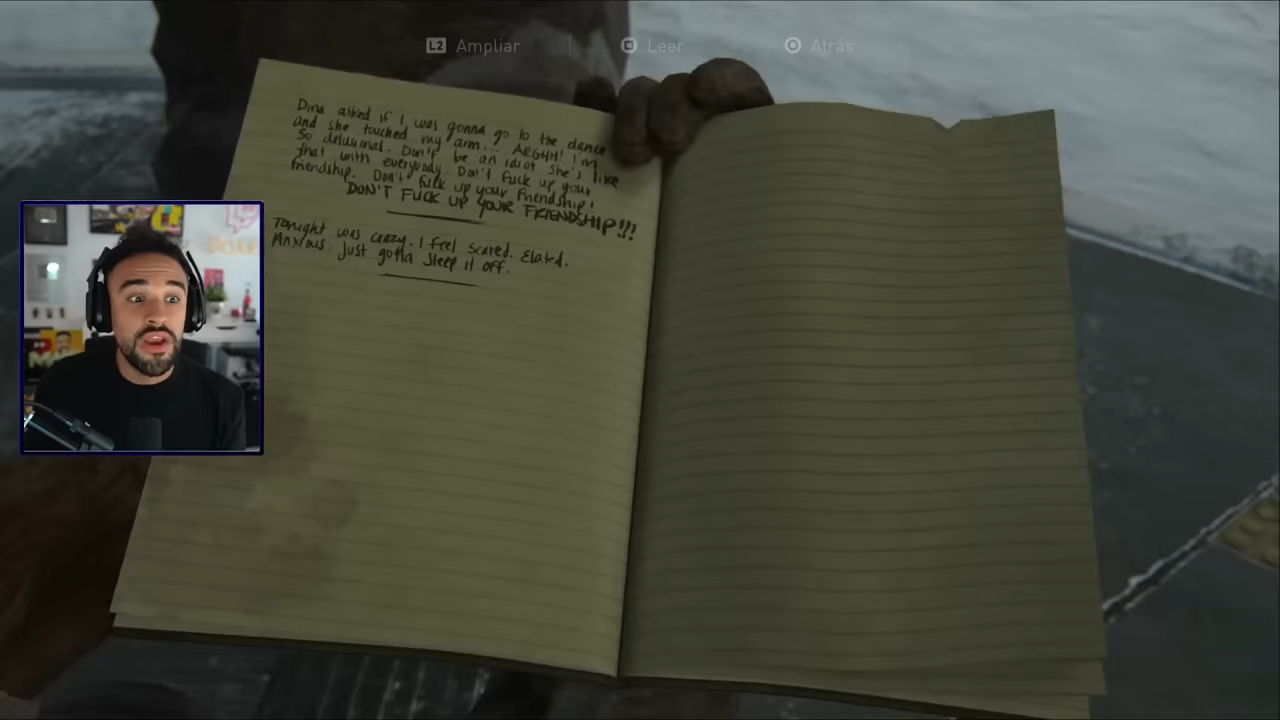 L2 Ampliar
Leer
Atrás
Dina asked if I was gonna go to the dance
and she touched my arm... ARGHH! I'm
so delusional. Don't be an idiot she's like
that with everybody. Don't fuck up your
friendship. Don't fuck up your friendship!
DON'T FUCK UP YOUR FRIENDSHIP!!!
Tonight was crazy. I feel scared. Elated.
Anxious. Just gotta sleep it off.